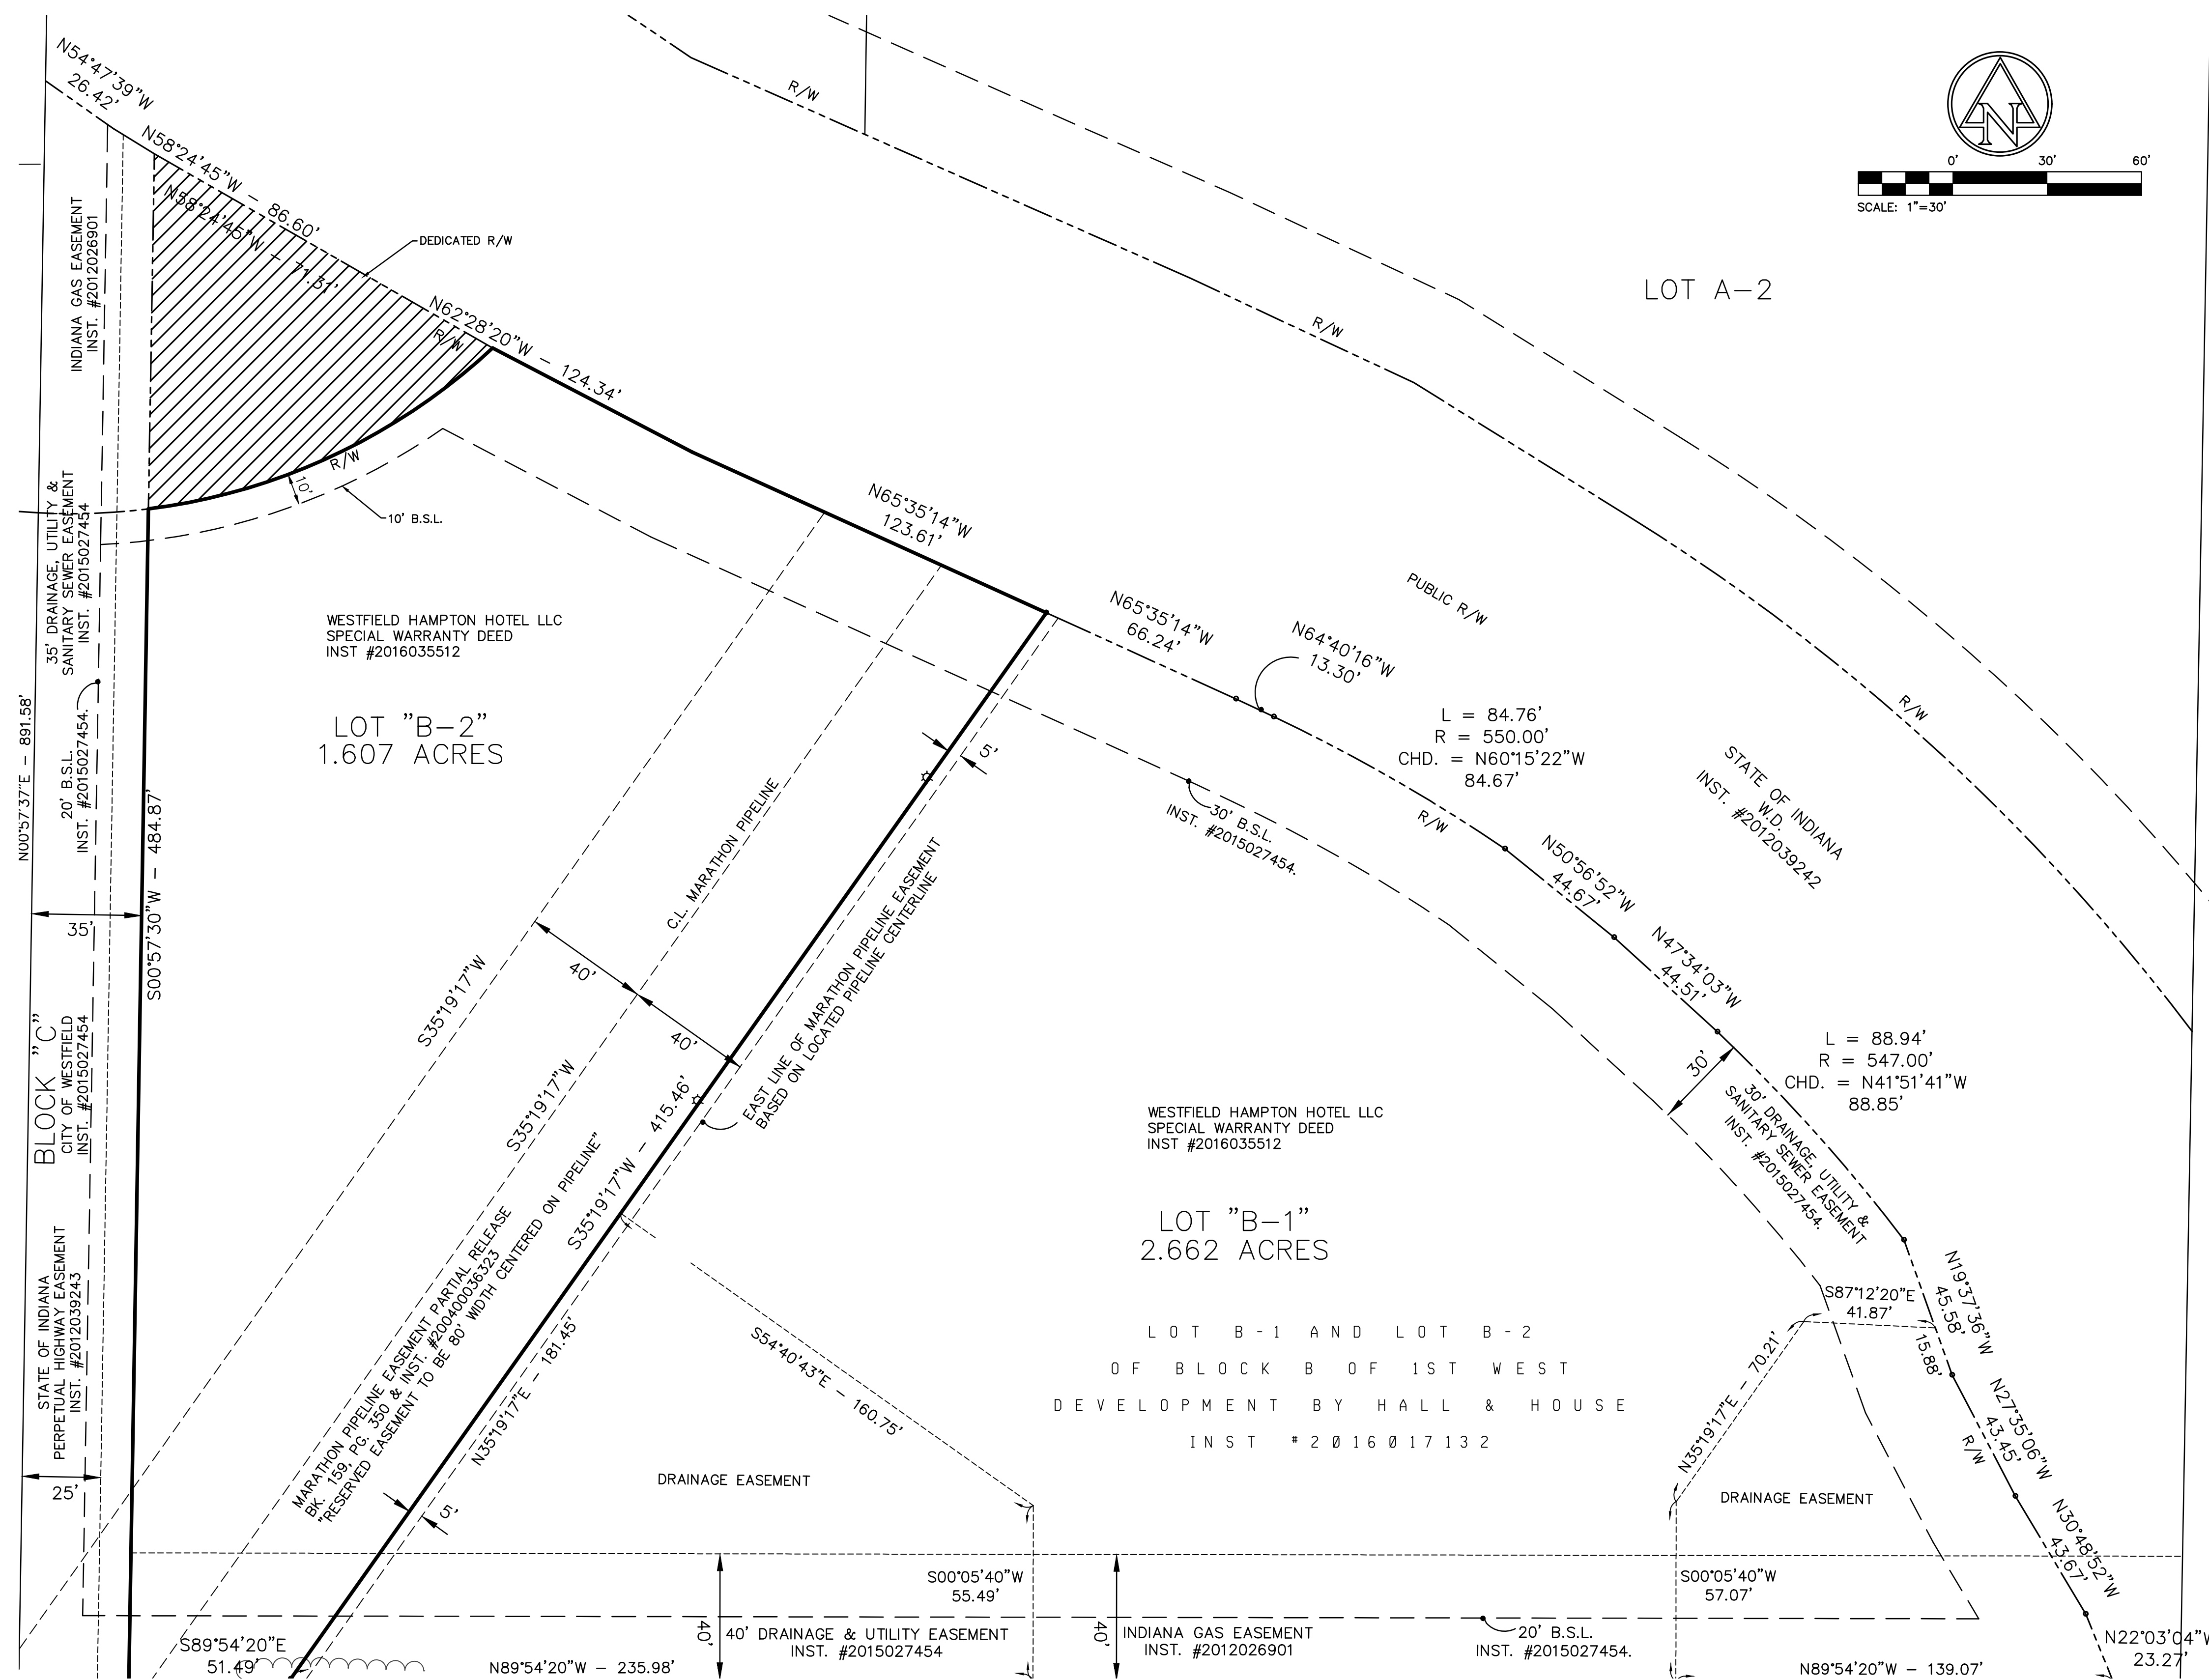 N54°47'39"W
26.42'
N58°24'45"W - 86.60'
N58°24'45"W - 71.31'
DEDICATED R/W
N62°28'20"W - 124.34'
R/W
R/W
10'
10' B.S.L.
INDIANA GAS EASEMENT
INST. #2012026901
35' DRAINAGE, UTILITY &
SANITARY SEWER EASEMENT
INST. #2015027454
20' B.S.L.
INST. #2015027454.
N00°57'37"E - 891.58'
S00°57'30"W - 484.87'
35'
BLOCK "C"
CITY OF WESTFIELD
INST. #2015027454
STATE OF INDIANA
PERPETUAL HIGHWAY EASEMENT
INST. #2012039243
25'
R/W
R/W
N
0' 30' 60'
SCALE: 1"=30'
LOT A-2
WESTFIELD HAMPTON HOTEL LLC
SPECIAL WARRANTY DEED
INST #2016035512
LOT "B-2"
1.607 ACRES
N65°35'14"W
123.61'
N65°35'14"W
66.24'
N64°40'16"W
13.30'
PUBLIC R/W
L = 84.76'
R = 550.00'
CHD. = N60°15'22"W
84.67'
R/W
R/W
STATE OF INDIANA
W.D.
INST. #2012039242
30' B.S.L.
INST. #2015027454.
5'
C.L. MARATHON PIPELINE
EAST LINE OF MARATHON PIPELINE EASEMENT
BASED ON LOCATED PIPELINE CENTERLINE
40'
40'
S35°19'17"W
S35°19'17"W
S35°19'17"W - 415.46'
MARATHON PIPELINE EASEMENT PARTIAL RELEASE
BK. 159, PG. 350 & INST. #200400036323
"RESERVED EASEMENT TO BE 80' WIDTH CENTERED ON PIPELINE"
N35°19'17"E - 181.45'
5'
N50°56'52"W
44.67'
N47°34'03"W
44.51'
L = 88.94'
R = 547.00'
CHD. = N41°51'41"W
88.85'
30'
30' DRAINAGE, UTILITY &
SANITARY SEWER EASEMENT
INST. #2015027454.
WESTFIELD HAMPTON HOTEL LLC
SPECIAL WARRANTY DEED
INST #2016035512
LOT "B-1"
2.662 ACRES
LOT B-1 AND LOT B-2
OF BLOCK B OF 1ST WEST
DEVELOPMENT BY HALL & HOUSE
INST #2016017132
S54°40'43"E - 160.75'
DRAINAGE EASEMENT
S87°12'20"E
41.87'
N19°37'36"W
45.58'
15.88'
N35°19'17"E - 70.21'
DRAINAGE EASEMENT
N27°35'06"W
43.45'
R/W
N30°48'52"W
43.67'
N22°03'04"W
23.27'
S00°05'40"W
55.49'
S00°05'40"W
57.07'
S89°54'20"E
51.49'
N89°54'20"W - 235.98'
40'
40' DRAINAGE & UTILITY EASEMENT
INST. #2015027454
40'
INDIANA GAS EASEMENT
INST. #2012026901
20' B.S.L.
INST. #2015027454.
N89°54'20"W - 139.07'